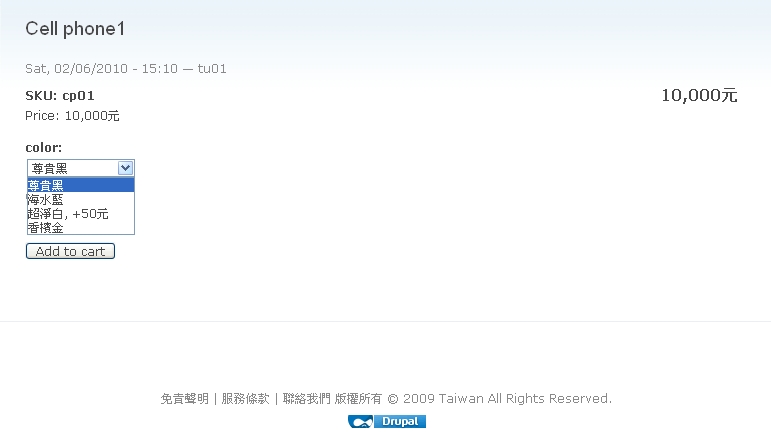 Cell phone1
Sat, 02/06/2010 - 15:10 — tu01
SKU: cp01
10,000元
Price: 10,000元
color:
尊貴黑
尊貴黑
海水藍
超淨白, +50元
香檳金
Add to cart
免責聲明 | 服務條款 | 聯絡我們 版權所有 © 2009 Taiwan All Rights Reserved.
Drupal